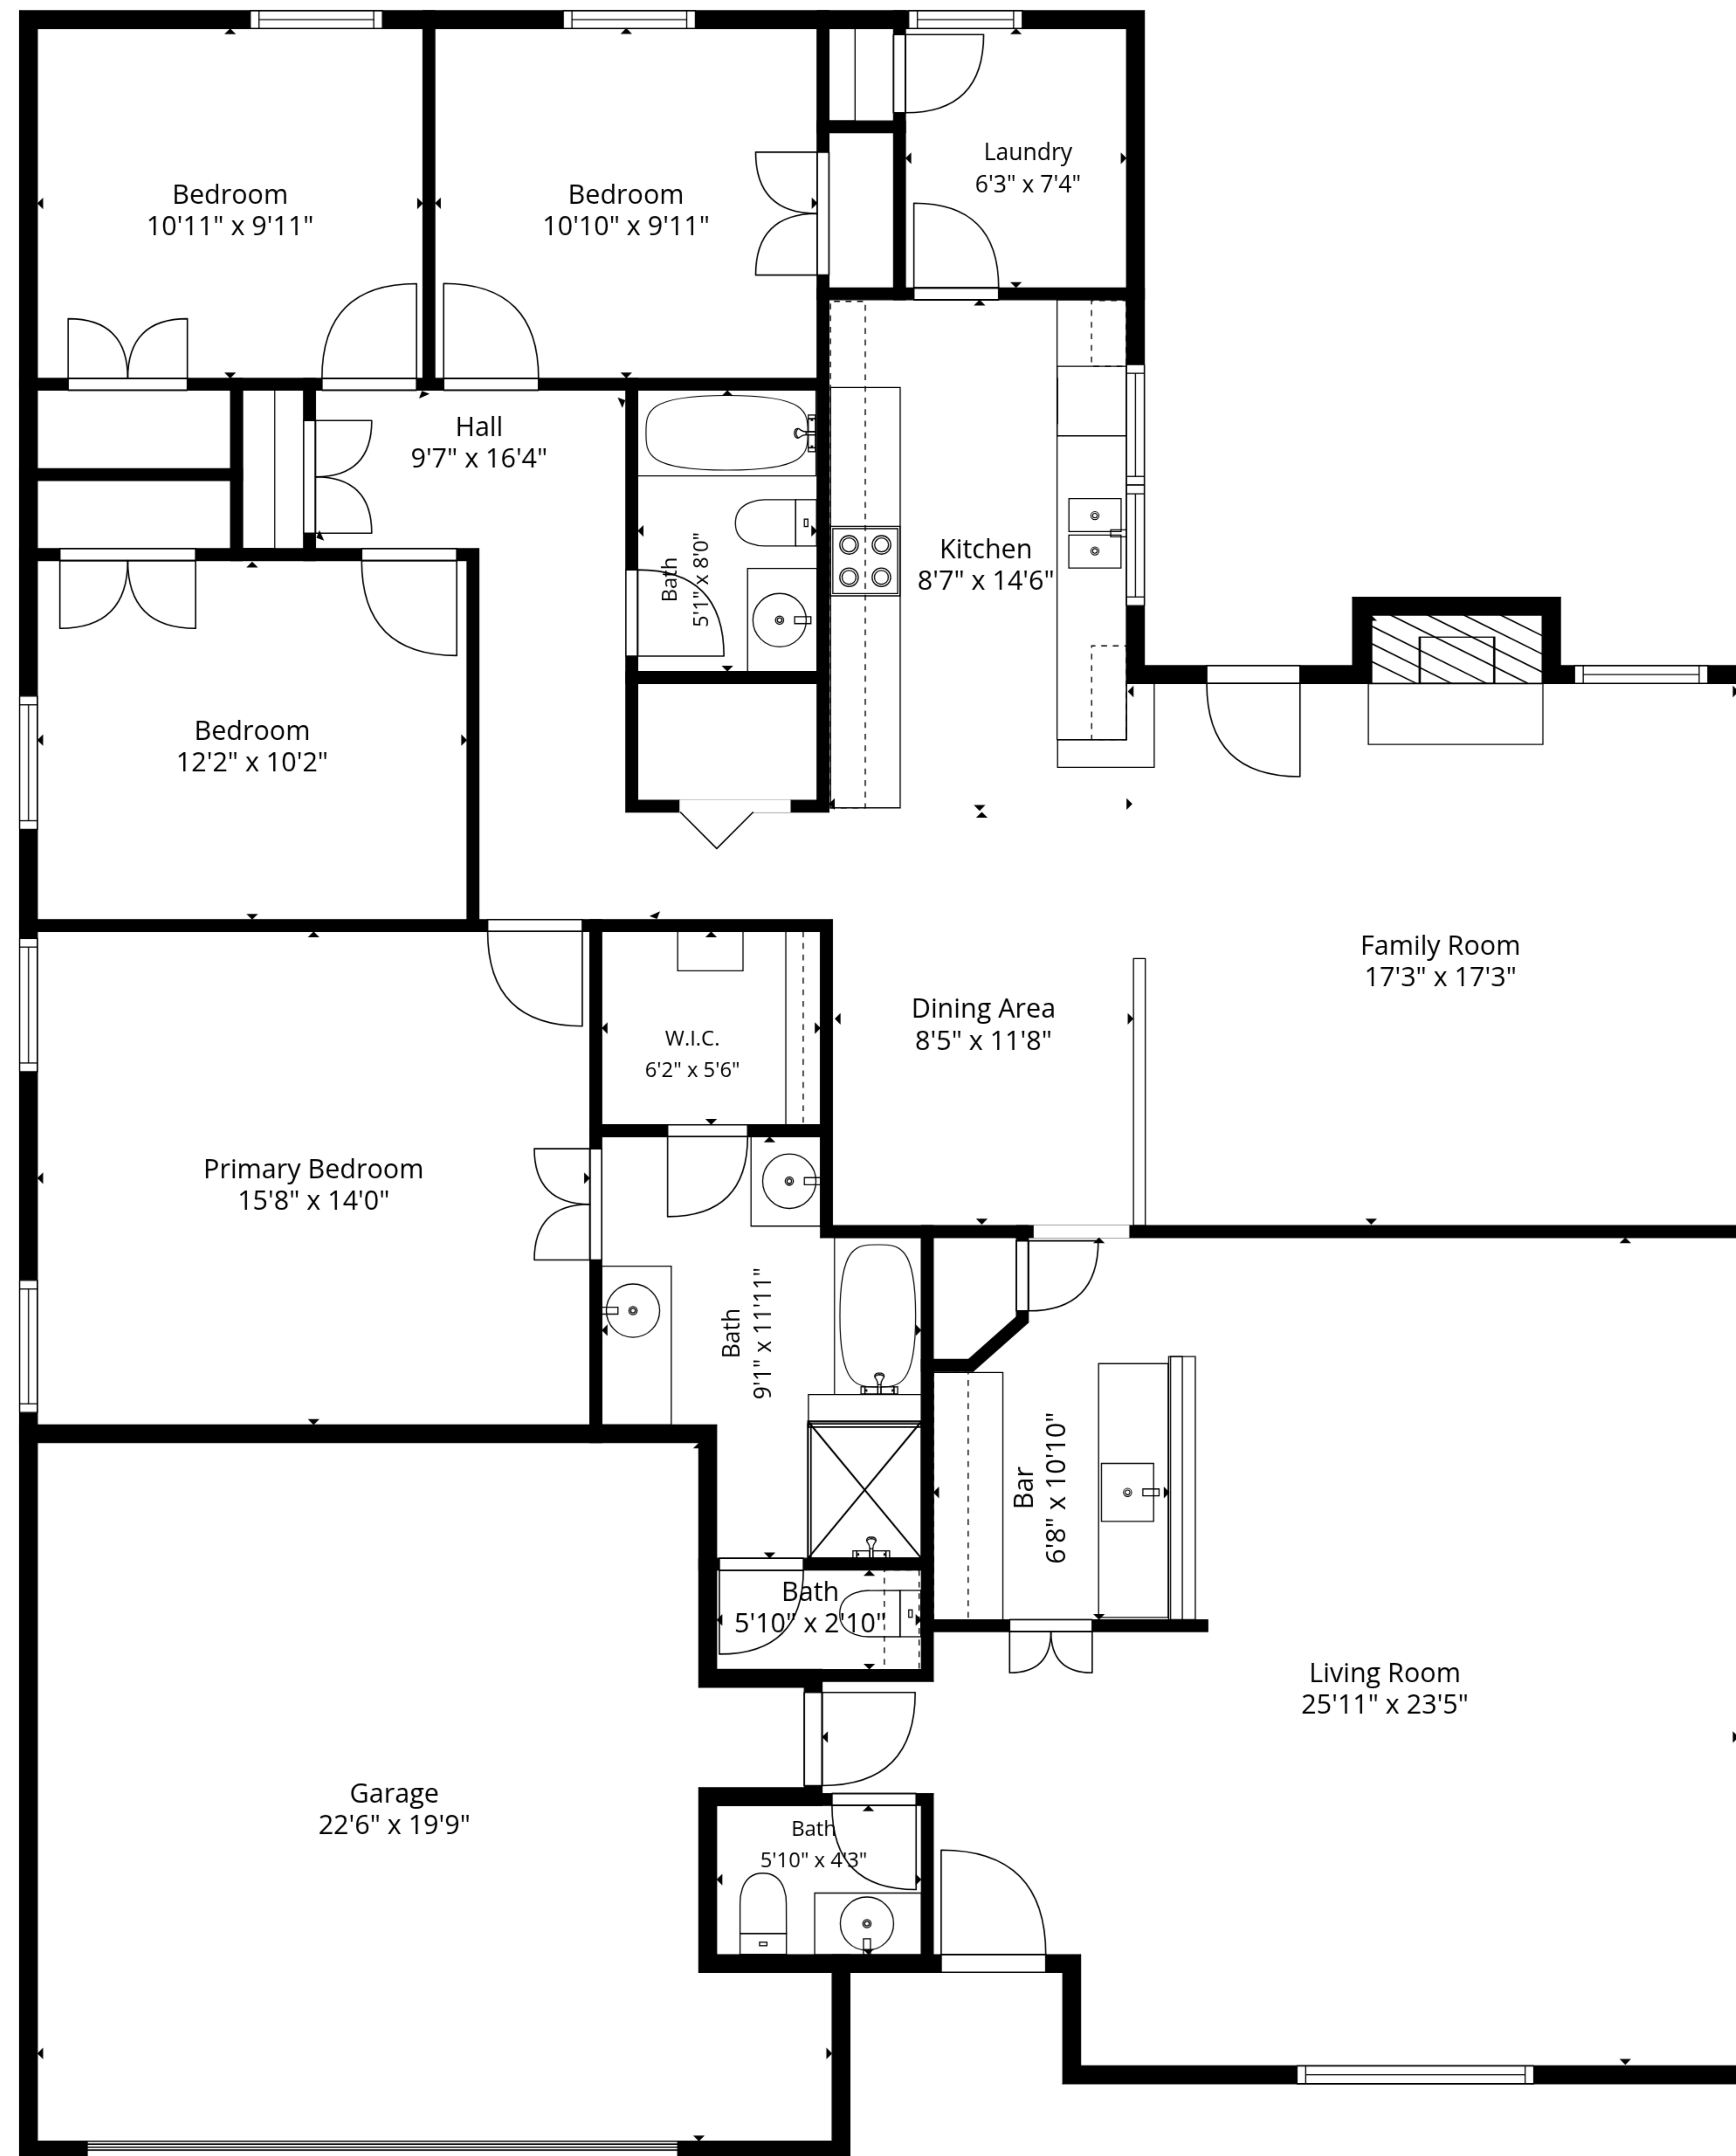 Bedroom
10'11" x 9'11"
Bedroom
10'10" x 9'11"
Laundry
6'3" x 7'4"
Hall
9'7" x 16'4"
Bath
5'1" x 8'0"
Kitchen
8'7" x 14'6"
Bedroom
12'2" x 10'2"
Family Room
17'3" x 17'3"
Dining Area
8'5" x 11'8"
W.I.C.
6'2" x 5'6"
Primary Bedroom
15'8" x 14'0"
Bath
9'1" x 11'11"
Bar
6'8" x 10'10"
Bath
5'10" x 2'10"
Living Room
25'11" x 23'5"
Garage
22'6" x 19'9"
Bath
5'10" x 4'3"